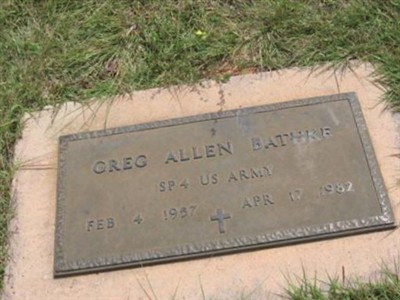 GREG ALLEN BATHKE
SP4 US ARMY
FEB 4 1957 APR 17 1982